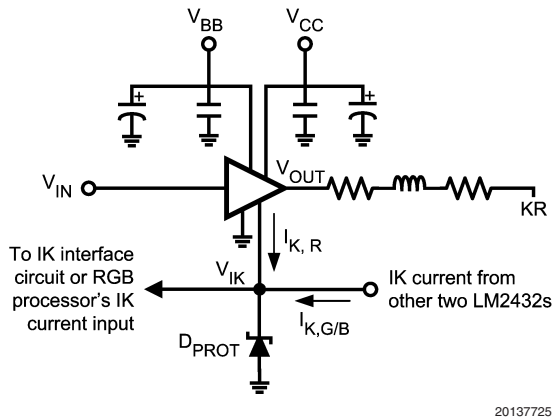 VBB
VCC
+
+
VIN
VOUT
KR
IK, R
To IK interface
circuit or RGB
processor's IK
current input
VIK
IK current from
other two LM2432s
IK,G/B
DPROT
20137725